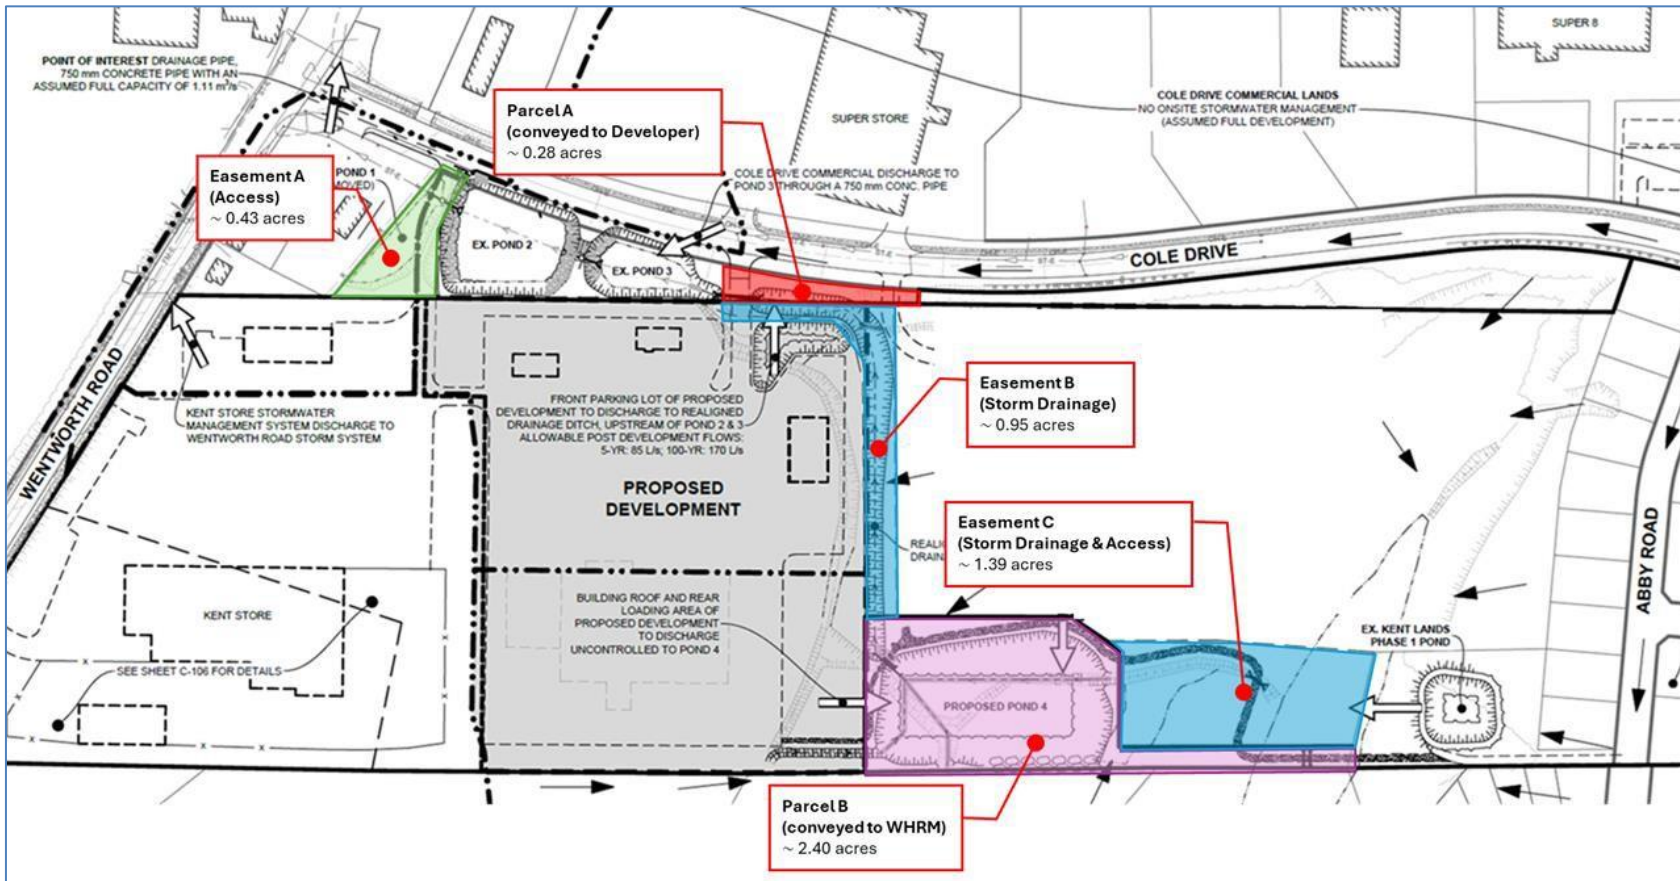 SUPER 8
POINT OF INTEREST DRAINAGE PIPE,
750 mm CONCRETE PIPE WITH AN
ASSUMED FULL CAPACITY OF 1.11 m³/s
COLE DRIVE COMMERCIAL LANDS
NO ONSITE STORMWATER MANAGEMENT
(ASSUMED FULL DEVELOPMENT)
Parcel A
(conveyed to Developer)
~ 0.28 acres
SUPER STORE
Easement A
(Access)
~ 0.43 acres
POND 1
COLE DRIVE COMMERCIAL DISCHARGE TO
POND 3 THROUGH A 750 mm CONC. PIPE
EX. POND 2
EX. POND 3
COLE DRIVE
WENTWORTH ROAD
KENT STORE STORMWATER
MANAGEMENT SYSTEM DISCHARGE TO
WENTWORTH ROAD STORM SYSTEM
FRONT PARKING LOT OF PROPOSED
DEVELOPMENT TO DISCHARGE TO REALIGNED
DRAINAGE DITCH, UPSTREAM OF POND 2 & 3
ALLOWABLE POST DEVELOPMENT FLOWS:
5-YR: 85 L/s; 100-YR: 170 L/s
Easement B
(Storm Drainage)
~ 0.95 acres
PROPOSED
DEVELOPMENT
Easement C
(Storm Drainage & Access)
~ 1.39 acres
ABBY ROAD
BUILDING ROOF AND REAR
LOADING AREA OF
PROPOSED DEVELOPMENT
TO DISCHARGE
UNCONTROLLED TO POND 4
KENT STORE
EX. KENT LANDS
PHASE 1 POND
SEE SHEET C-106 FOR DETAILS
PROPOSED POND 4
Parcel B
(conveyed to WHRM)
~ 2.40 acres